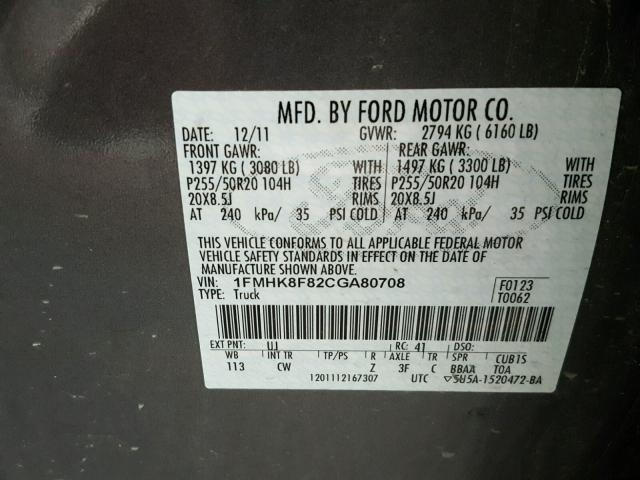 MFD. BY FORD MOTOR CO.
DATE: 12/11 GVWR: 2794 KG ( 6160 LB)
FRONT GAWR: REAR GAWR:
1397 KG ( 3080 LB) WITH 1497 KG ( 3300 LB) WITH
P255/50R20 104H TIRES P255/50R20 104H TIRES
20X8.5J RIMS 20X8.5J RIMS
AT 240 kPa/ 35 PSI COLD AT 240 kPa/ 35 PSI COLD
THIS VEHICLE CONFORMS TO ALL APPLICABLE FEDERAL MOTOR
VEHICLE SAFETY STANDARDS IN EFFECT ON THE DATE OF
MANUFACTURE SHOWN ABOVE.
VIN: 1FMHK8F82CGA80708 F0123
TYPE: Truck T0062
EXT PNT: UJ RC: 41 DSO:
WB INT TR TP/PS R AXLE TR SPR CUB1S
113 CW Z 3F C BBAA TOA
1201112167307 UTC 5U5A-1520472-BA